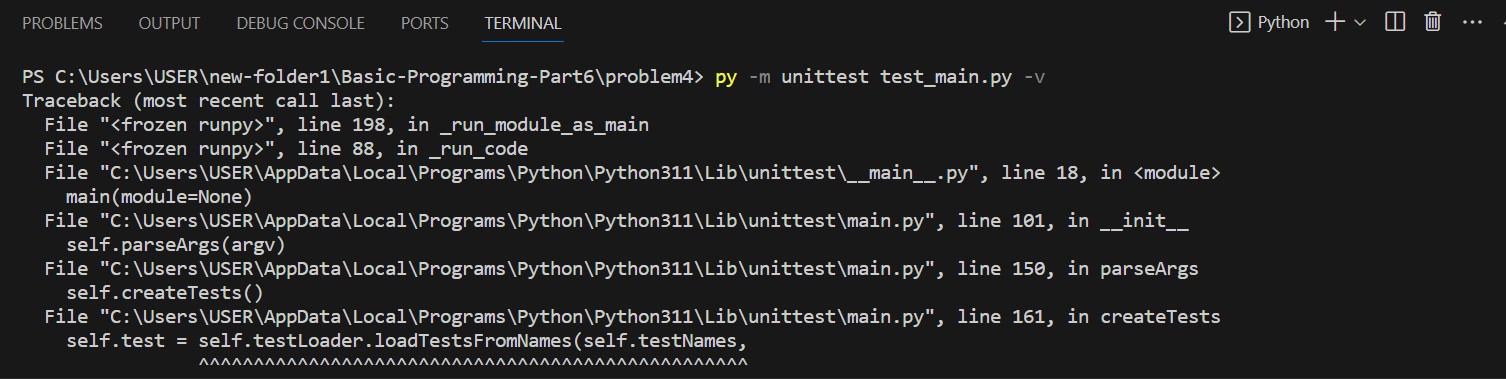 PROBLEMS OUTPUT DEBUG CONSOLE PORTS TERMINAL Python
PS C:\Users\USER\new-folder1\Basic-Programming-Part6\problem4> py -m unittest test_main.py -v
Traceback (most recent call last):
  File "<frozen runpy>", line 198, in _run_module_as_main
  File "<frozen runpy>", line 88, in _run_code
  File "C:\Users\USER\AppData\Local\Programs\Python\Python311\Lib\unittest\__main__.py", line 18, in <module>
    main(module=None)
  File "C:\Users\USER\AppData\Local\Programs\Python\Python311\Lib\unittest\main.py", line 101, in __init__
    self.parseArgs(argv)
  File "C:\Users\USER\AppData\Local\Programs\Python\Python311\Lib\unittest\main.py", line 150, in parseArgs
    self.createTests()
  File "C:\Users\USER\AppData\Local\Programs\Python\Python311\Lib\unittest\main.py", line 161, in createTests
    self.test = self.testLoader.loadTestsFromNames(self.testNames,
                ^^^^^^^^^^^^^^^^^^^^^^^^^^^^^^^^^^^^^^^^^^^^^^^^^^